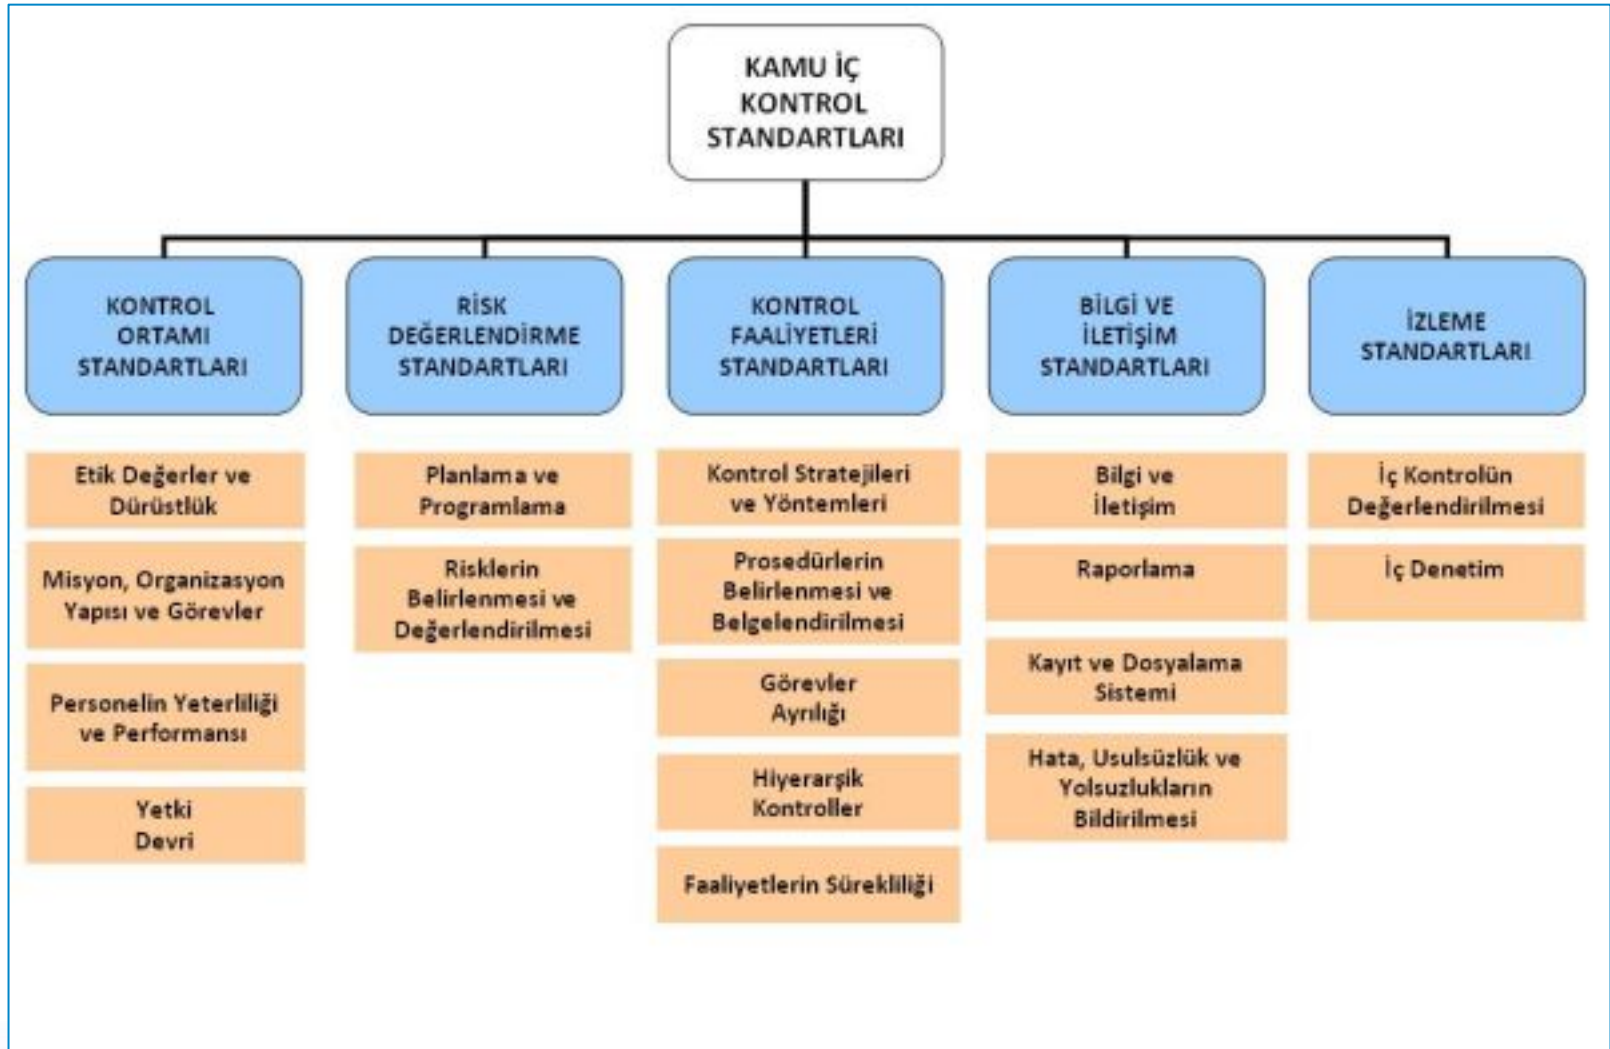 KAMU İÇ
KONTROL
STANDARTLARI
KONTROL
ORTAMI
STANDARTLARI
RİSK
DEĞERLENDİRME
STANDARTLARI
KONTROL
FAALİYETLERİ
STANDARTLARI
BİLGİ VE
İLETİŞİM
STANDARTLARI
İZLEME
STANDARTLARI
Etik Değerler ve
Dürüstlük
Misyon, Organizasyon
Yapısı ve Görevler
Personelin Yeterliliği
ve Performansı
Yetki
Devri
Planlama ve
Programlama
Risklerin
Belirlenmesi ve
Değerlendirilmesi
Kontrol Stratejileri
ve Yöntemleri
Prosedürlerin
Belirlenmesi ve
Belgelendirilmesi
Görevler
Ayrılığı
Hiyerarşik
Kontroller
Faaliyetlerin Sürekliliği
Bilgi ve
İletişim
Raporlama
Kayıt ve Dosyalama
Sistemi
Hata, Usulsüzlük ve
Yolsuzlukların
Bildirilmesi
İç Kontrolün
Değerlendirilmesi
İç Denetim